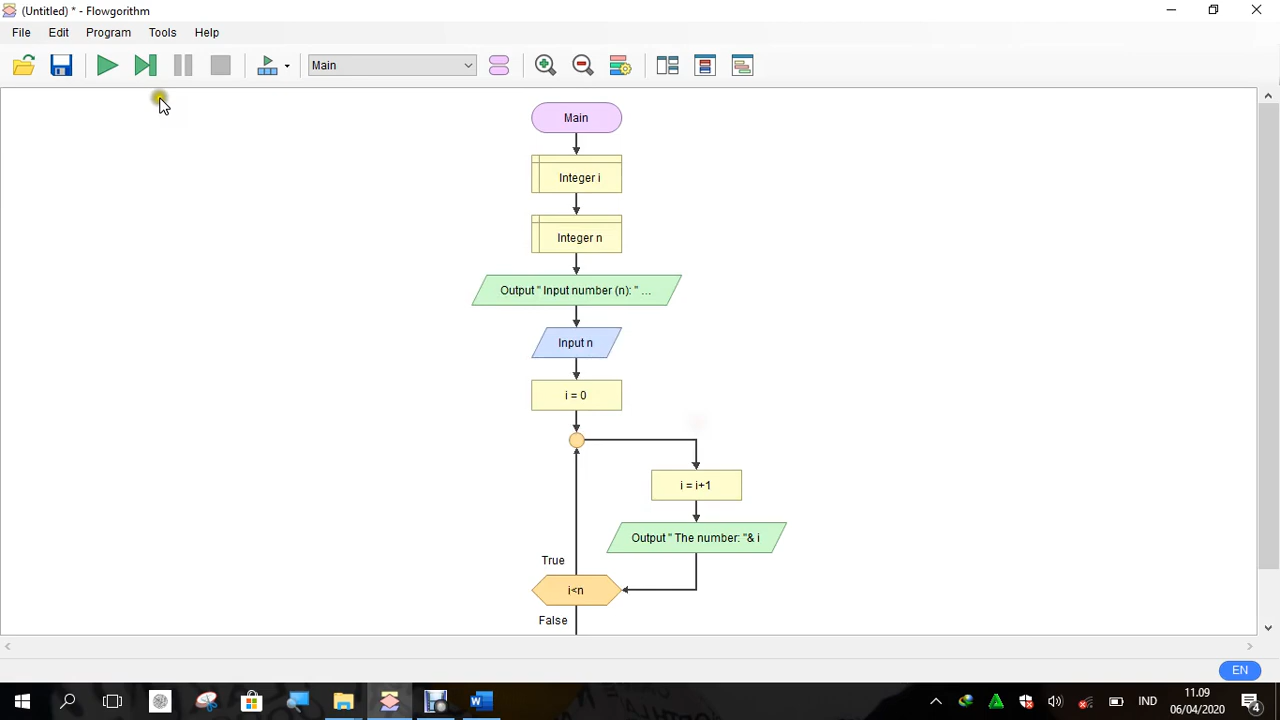 (Untitled) * - Flowgorithm
File Edit Program Tools Help
Main
Main
Integer i
Integer n
Output " Input number (n): " ...
Input n
i = 0
i = i+1
Output " The number: "& i
True
i<n
False
EN
IND
11.09
06/04/2020
4